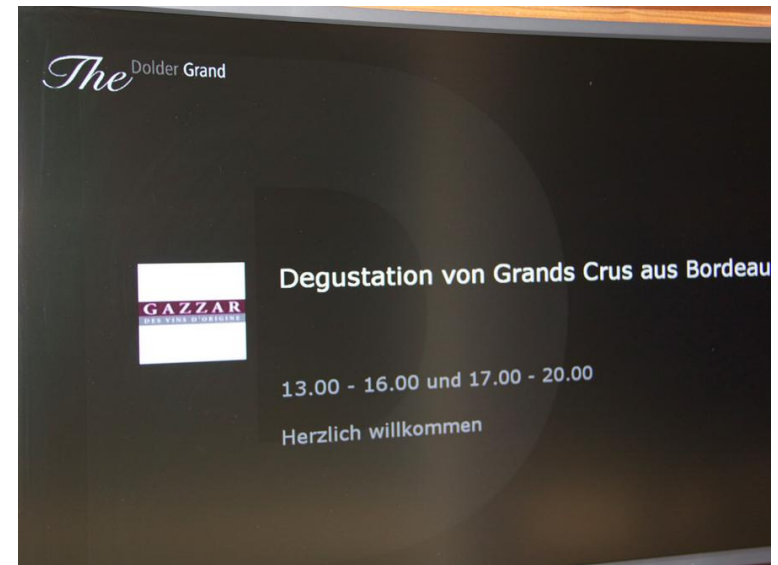 The Dolder Grand
Degustation von Grands Crus aus Bordeau
GAZZAR
DES VINS D'ORIGINE
13.00 - 16.00 und 17.00 - 20.00
Herzlich willkommen